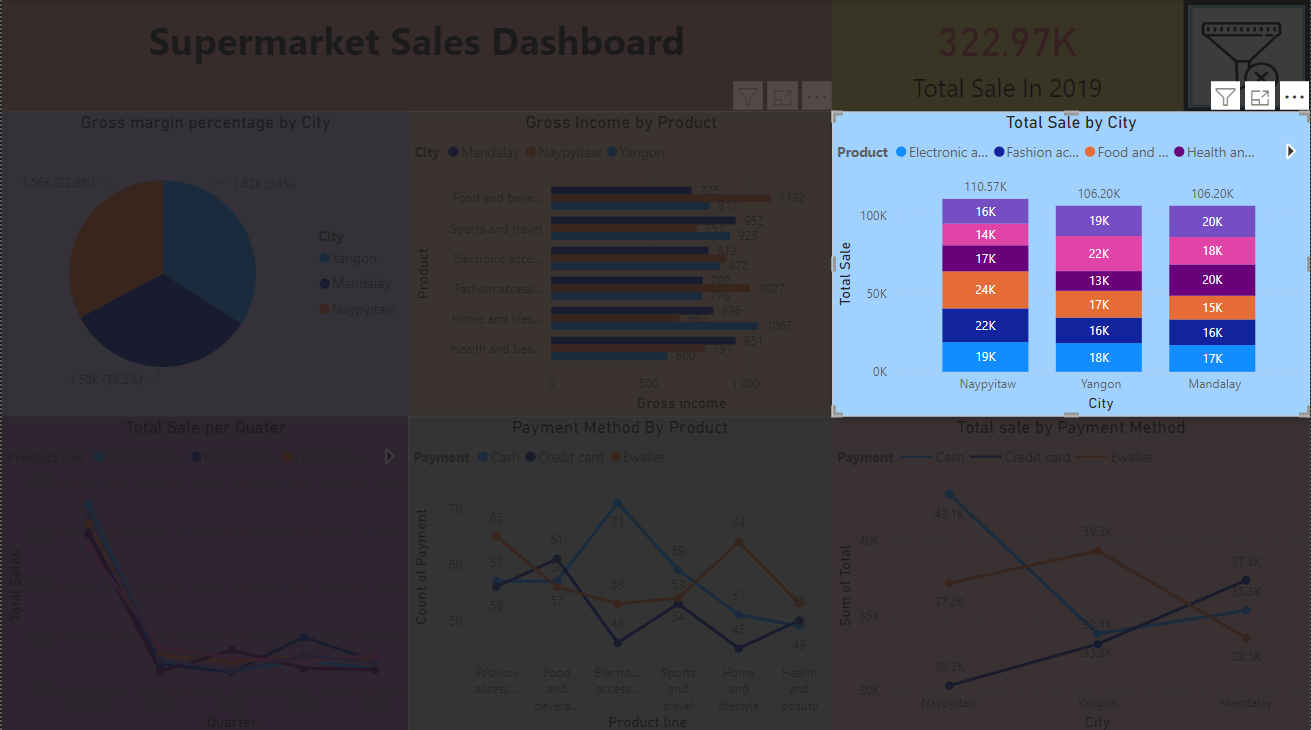 Supermarket Sales Dashboard
322.97K
Total Sale In 2019
Gross margin percentage by City
1.56K (32.8%)
1.62K (34%)
1.58K (33.2%)
City
Yangon
Mandalay
Naypyitaw
Gross Income by Product
City Mandalay Naypyitaw Yangon
Product
Food and beve...
725
1132
817
Sports and travel
952
751
923
Electronic acce...
812
872
Fashion access...
782
1027
778
Home and lifes...
836
662
1067
Health and bea...
951
791
600
0 500 1,000
Gross income
Total Sale by City
Product Electronic a... Fashion ac... Food and ... Health an...
Total Sale
100K
50K
0K
110.57K
16K
14K
17K
24K
22K
19K
106.20K
19K
22K
13K
17K
16K
18K
106.20K
20K
18K
20K
15K
16K
17K
Naypyitaw Yangon Mandalay
City
Total Sale per Quater
Product line
Total Sales
Quarter
Payment Method By Product
Payment Cash Credit card Ewallet
Count of Payment
70
60
50
65
57
56
61
57
71
53
46
59
53
54
64
51
45
49
Fashion access...
Food and bevera...
Electro... access...
Sports and travel
Home and lifestyle
Health and beauty
Product line
Total sale by Payment Method
Payment Cash Credit card Ewallet
Sum of Total
40K
35K
30K
43.1K
37.2K
30.3K
39.3K
33.8K
37.3K
35.3K
33.5K
Naypyitaw Yangon Mandalay
City